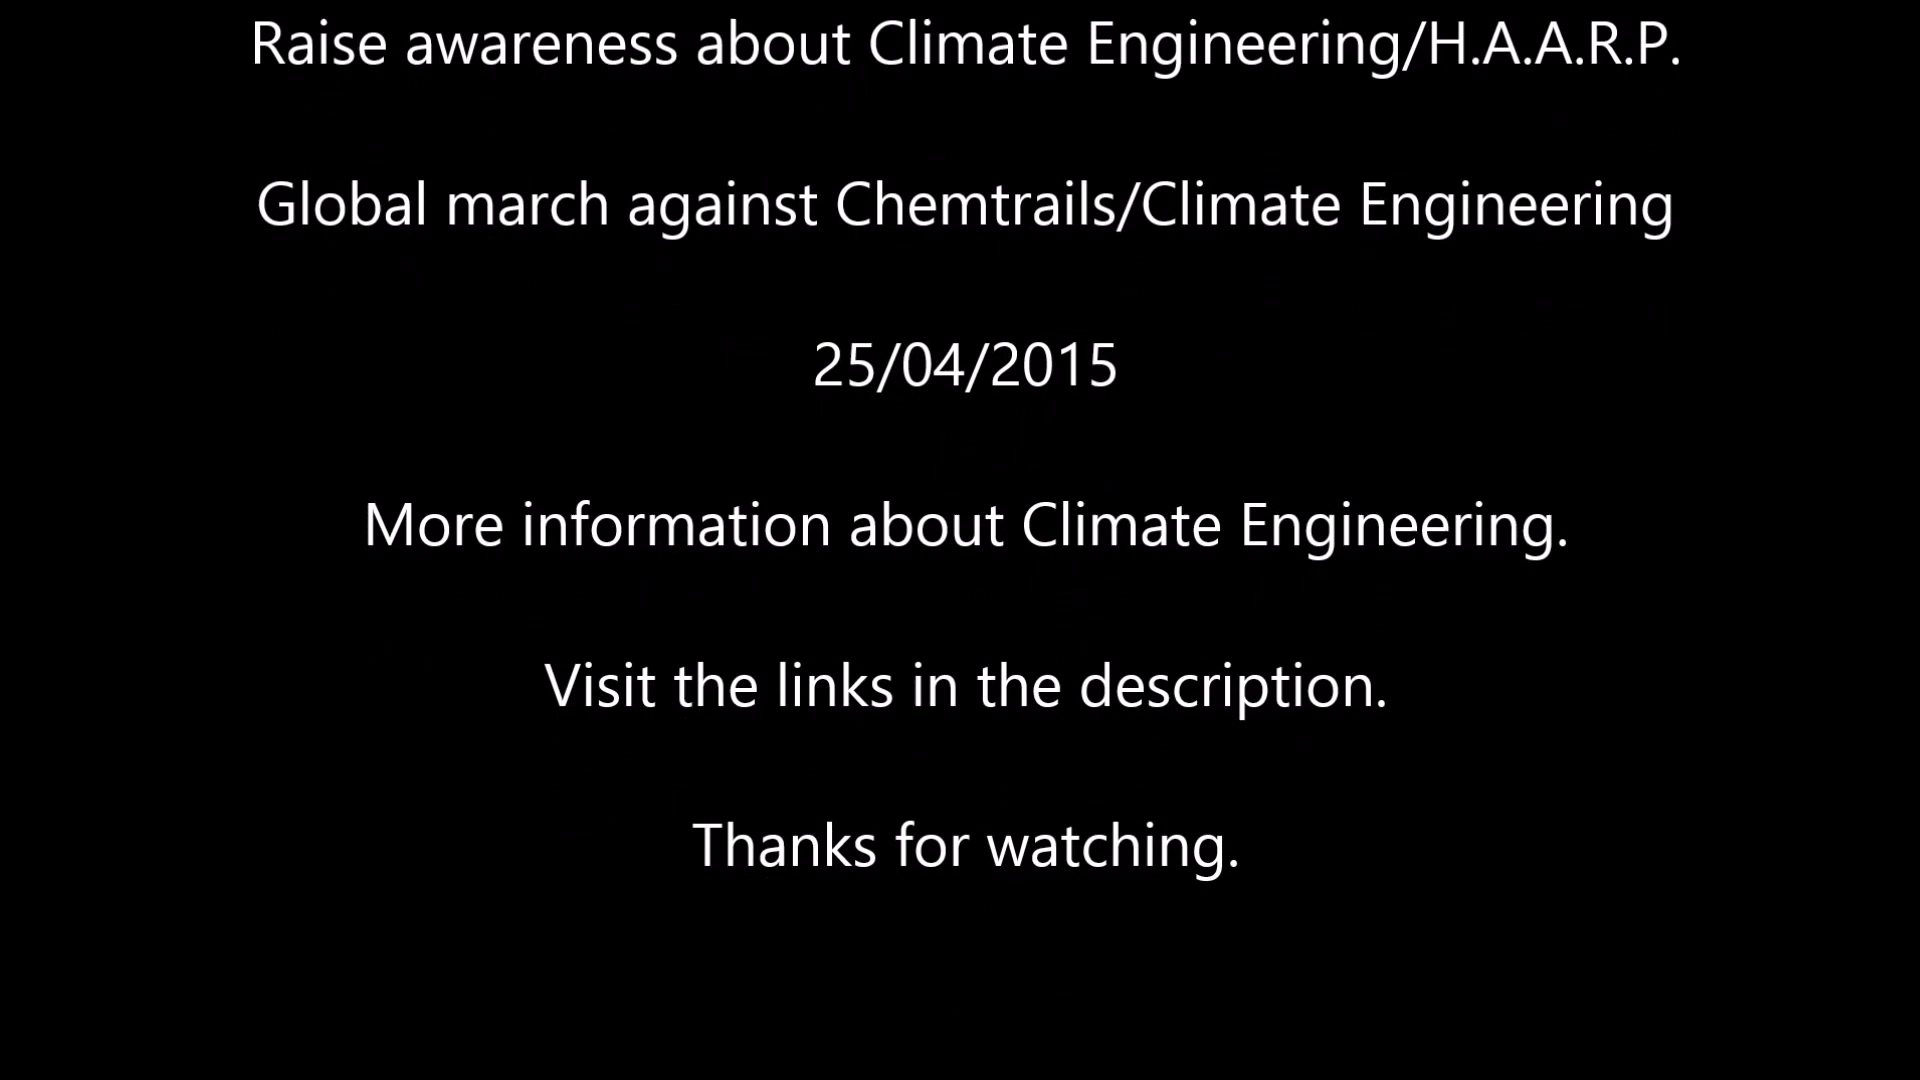 Raise awareness about Climate Engineering/H.A.A.R.P.
Global march against Chemtrails/Climate Engineering
25/04/2015
More information about Climate Engineering.
Visit the links in the description.
Thanks for watching.